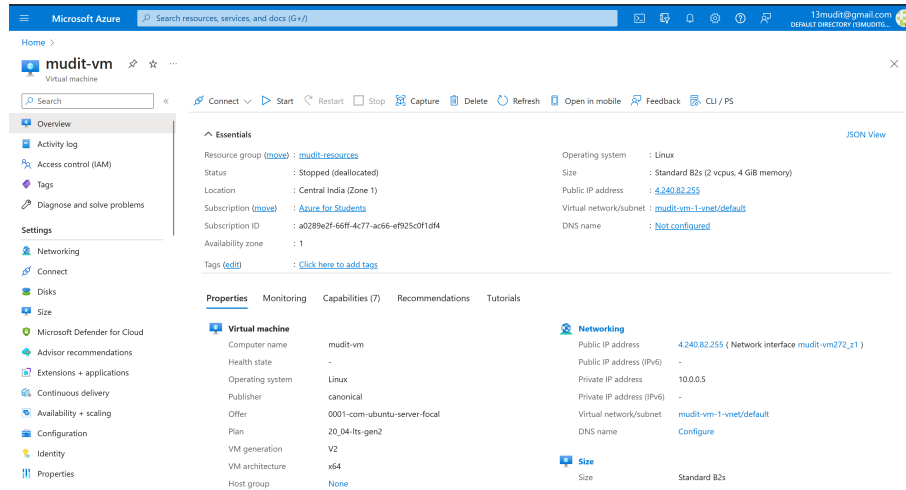 Microsoft Azure
Search resources, services, and docs (G+/)
13mudit@gmail.com
DEFAULT DIRECTORY (13MUDITG...
Home >
mudit-vm
Virtual machine
Search
Connect
Start
Restart
Stop
Capture
Delete
Refresh
Open in mobile
Feedback
CLI / PS
Overview
Activity log
Access control (IAM)
Tags
Diagnose and solve problems
Settings
Networking
Connect
Disks
Size
Microsoft Defender for Cloud
Advisor recommendations
Extensions + applications
Continuous delivery
Availability + scaling
Configuration
Identity
Properties
Essentials
JSON View
Resource group (move) : mudit-resources
Status : Stopped (deallocated)
Location : Central India (Zone 1)
Subscription (move) : Azure for Students
Subscription ID : a0289e2f-66ff-4c77-ac66-ef925c0f1df4
Availability zone : 1
Tags (edit) : Click here to add tags
Operating system : Linux
Size : Standard B2s (2 vcpus, 4 GiB memory)
Public IP address : 4.240.82.255
Virtual network/subnet : mudit-vm-1-vnet/default
DNS name : Not configured
Properties Monitoring Capabilities (7) Recommendations Tutorials
Virtual machine
Computer name mudit-vm
Health state -
Operating system Linux
Publisher canonical
Offer 0001-com-ubuntu-server-focal
Plan 20_04-lts-gen2
VM generation V2
VM architecture x64
Host group None
Networking
Public IP address 4.240.82.255 ( Network interface mudit-vm272_z1 )
Public IP address (IPv6) -
Private IP address 10.0.0.5
Private IP address (IPv6) -
Virtual network/subnet mudit-vm-1-vnet/default
DNS name Configure
Size
Size Standard B2s